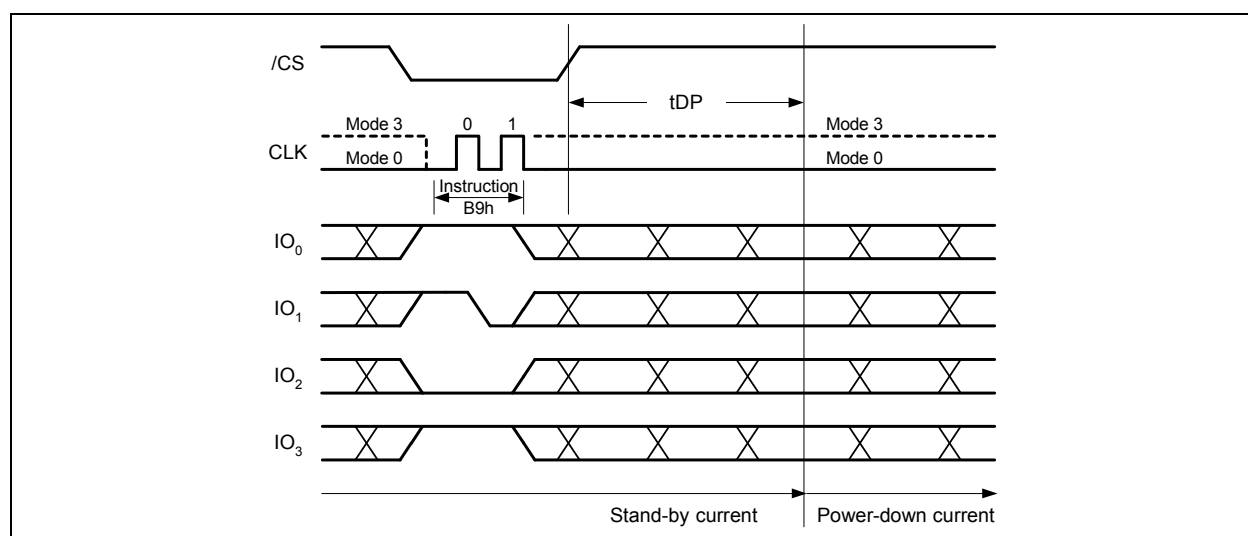 /CS
tDP
Mode 3 0 1 Mode 3
CLK
Mode 0 Mode 0
Instruction
B9h
IO0
IO1
IO2
IO3
Stand-by current Power-down current